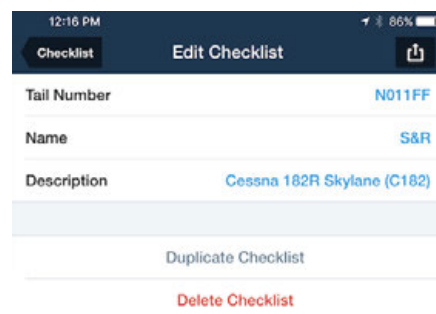 12:16 PM 86%
Checklist Edit Checklist
Tail Number N011FF
Name S&R
Description Cessna 182R Skylane (C182)
Duplicate Checklist
Delete Checklist